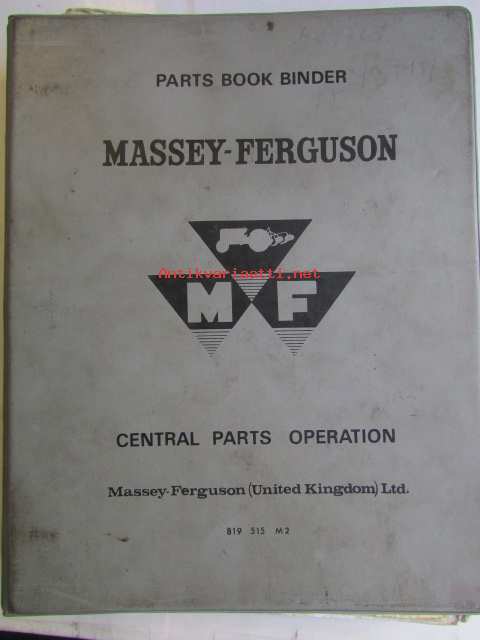 PARTS BOOK BINDER
MASSEY-FERGUSON
Antikvariaatti.net
M F
CENTRAL PARTS OPERATION
Massey-Ferguson (United Kingdom) Ltd.
819 515 M2